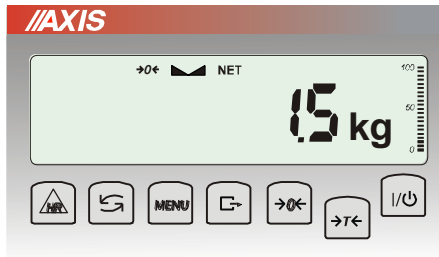 AXIS
→0← NET 100
1.5 kg 50
0
HR MENU →0← →T← I/⏻